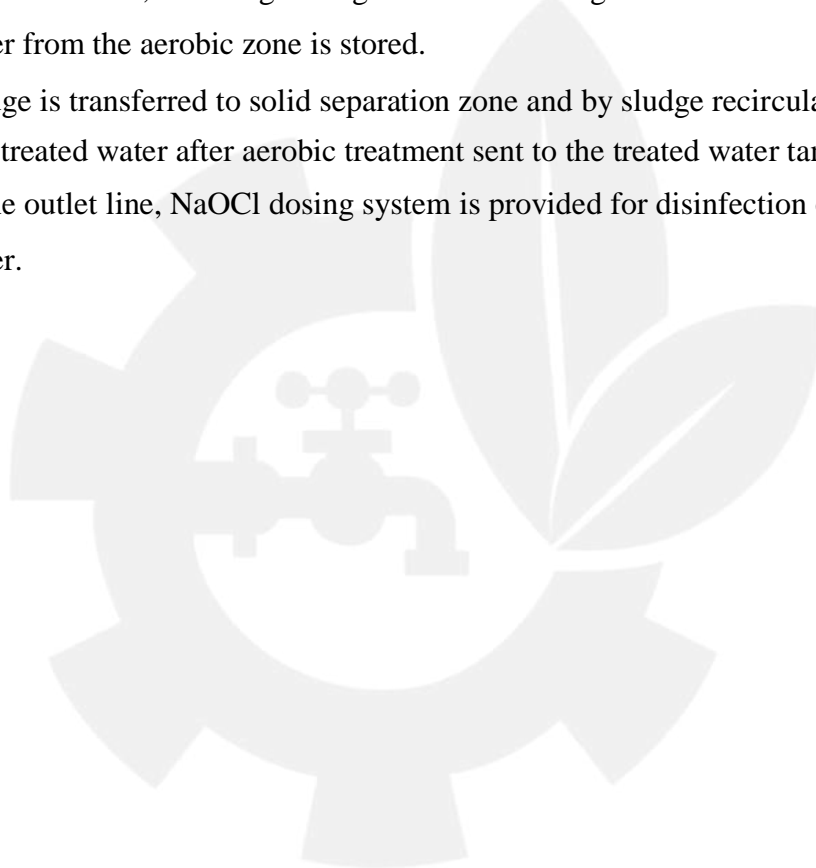 er from the aerobic zone is stored.
ge is transferred to solid separation zone and by sludge recircula
treated water after aerobic treatment sent to the treated water tan
e outlet line, NaOCl dosing system is provided for disinfection
er.